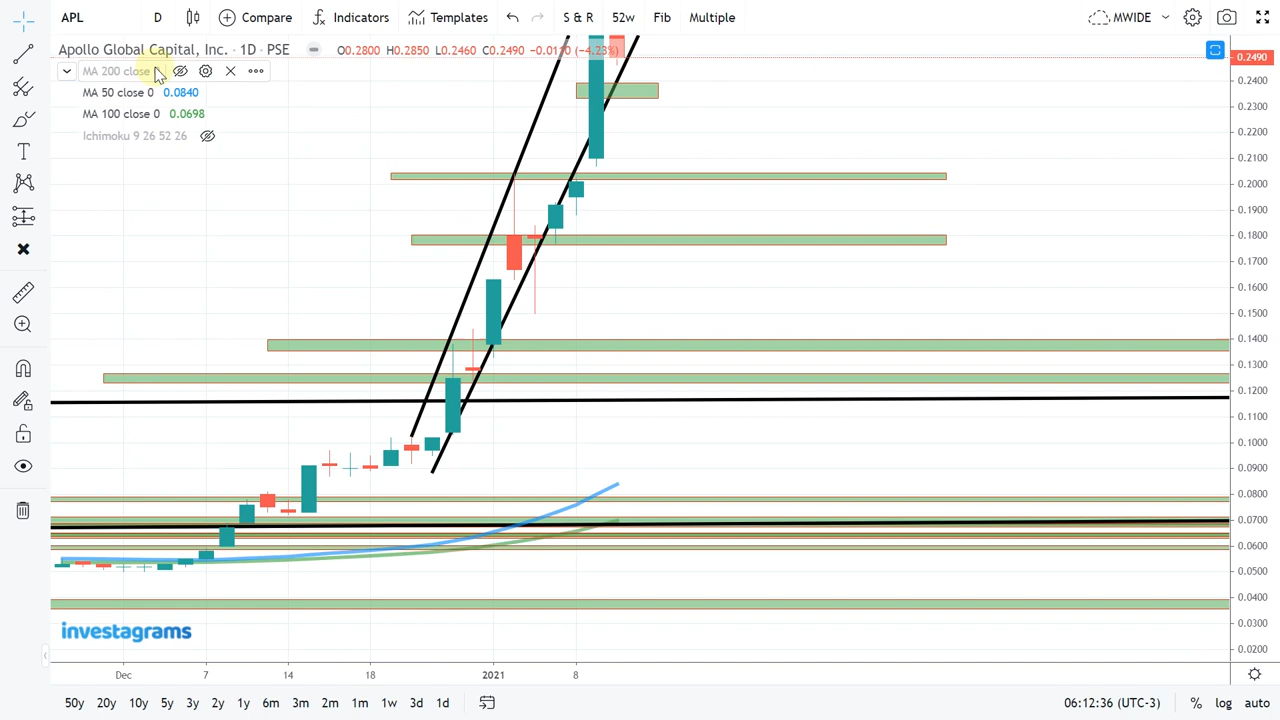 APL D Compare Indicators Templates S & R 52w Fib Multiple MWIDE
Apollo Global Capital, Inc. · 1D · PSE O0.2800 H0.2850 L0.2460 C0.2490 −0.0110 (−4.23%)
MA 200 close
MA 50 close 0 0.0840
MA 100 close 0 0.0698
Ichimoku 9 26 52 26
0.2490
0.2400
0.2300
0.2200
0.2100
0.2000
0.1900
0.1800
0.1700
0.1600
0.1500
0.1400
0.1300
0.1200
0.1100
0.1000
0.0900
0.0800
0.0700
0.0600
0.0500
0.0400
0.0300
0.0200
investagrams
Dec 7 14 18 2021 8
50y 20y 10y 5y 3y 2y 1y 6m 3m 2m 1m 1w 3d 1d 06:12:36 (UTC-3) % log auto